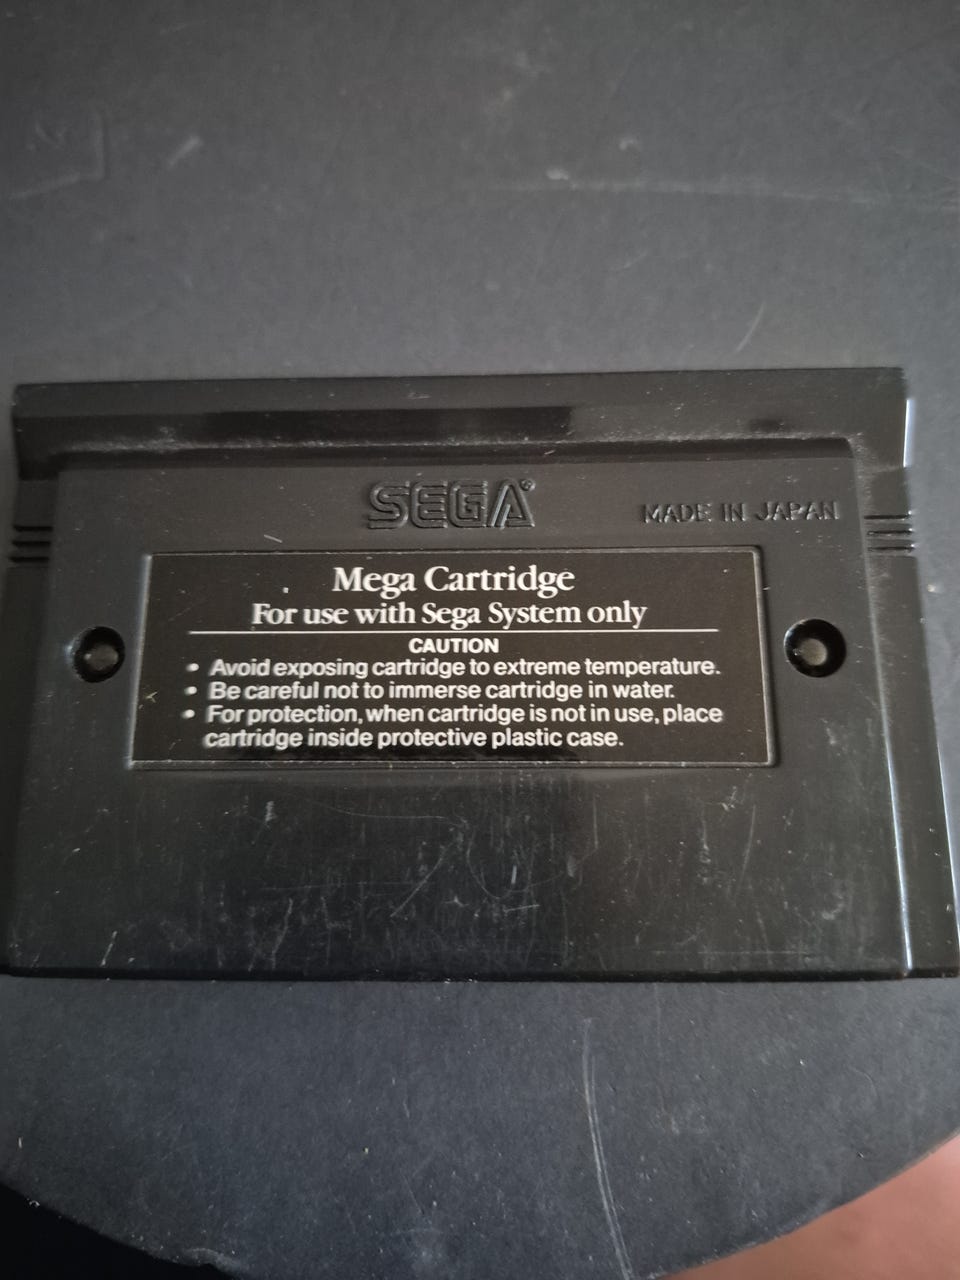 SEGA®
MADE IN JAPAN
Mega Cartridge
For use with Sega System only
CAUTION
• Avoid exposing cartridge to extreme temperature.
• Be careful not to immerse cartridge in water.
• For protection, when cartridge is not in use, place
cartridge inside protective plastic case.